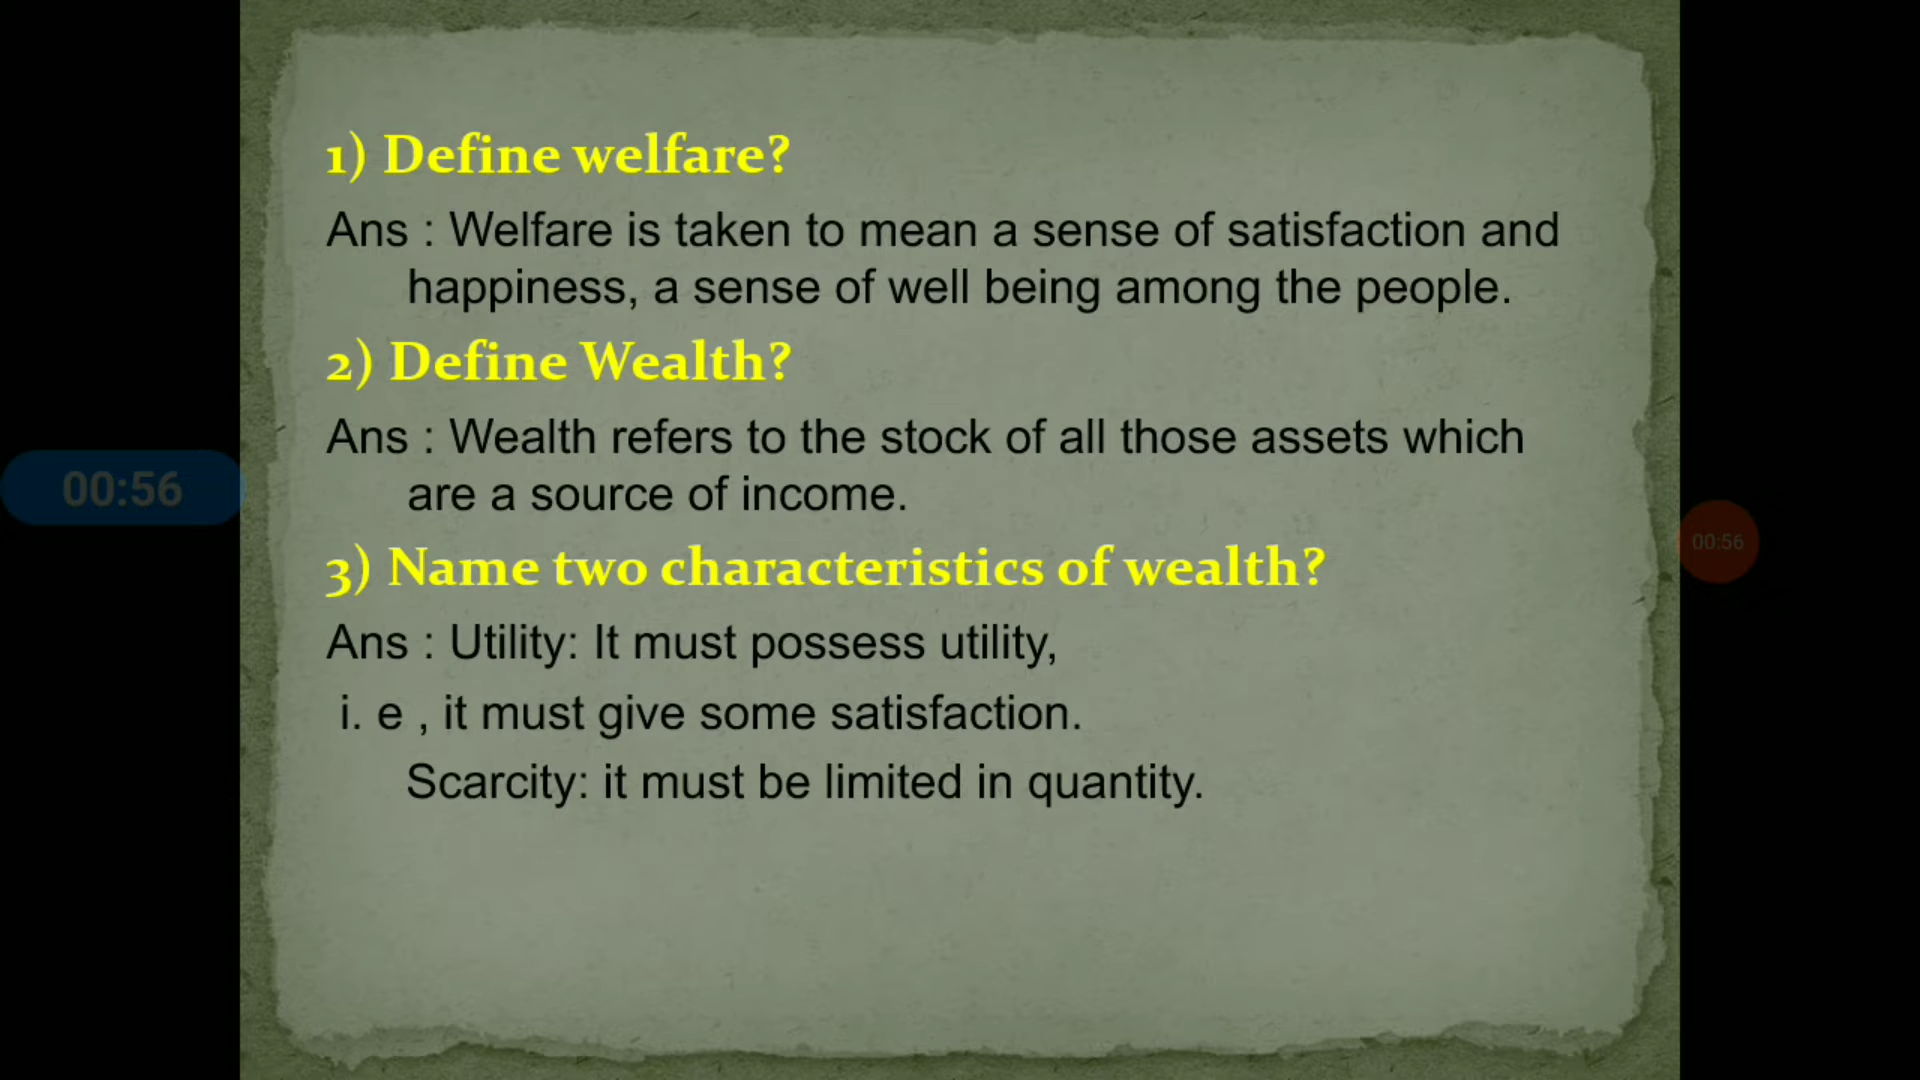 1) Define welfare?
Ans : Welfare is taken to mean a sense of satisfaction and
happiness, a sense of well being among the people.
2) Define Wealth?
Ans : Wealth refers to the stock of all those assets which
are a source of income.
00:56
00:56
3) Name two characteristics of wealth?
Ans : Utility: It must possess utility,
i. e , it must give some satisfaction.
Scarcity: it must be limited in quantity.